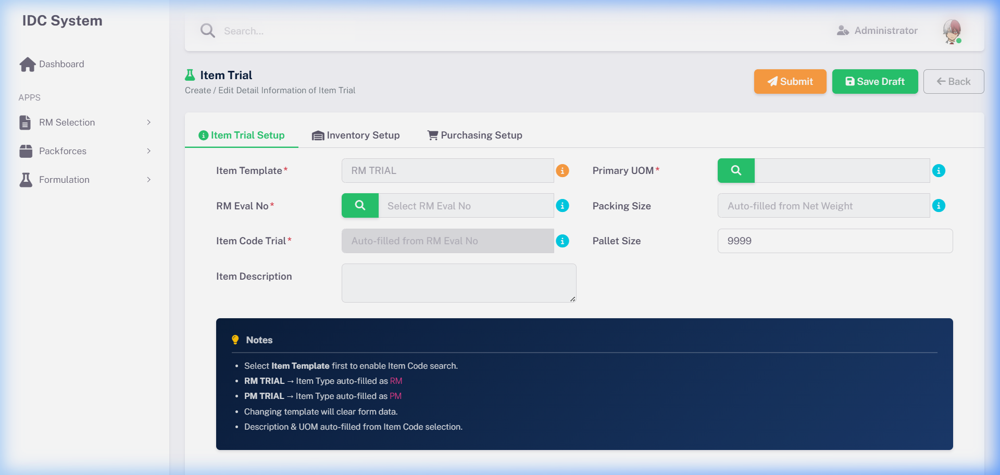 IDC System
Search...
Administrator
Dashboard
APPS
RM Selection
Packforces
Formulation
Item Trial
Create / Edit Detail Information of Item Trial
Submit
Save Draft
Back
Item Trial Setup
Inventory Setup
Purchasing Setup
Item Template*
RM TRIAL
Primary UOM*
RM Eval No*
Select RM Eval No
Packing Size
Auto-filled from Net Weight
Item Code Trial*
Auto-filled from RM Eval No
Pallet Size
9999
Item Description
Notes
• Select Item Template first to enable Item Code search.
• RM TRIAL → Item Type auto-filled as RM
• PM TRIAL → Item Type auto-filled as PM
• Changing template will clear form data.
• Description & UOM auto-filled from Item Code selection.